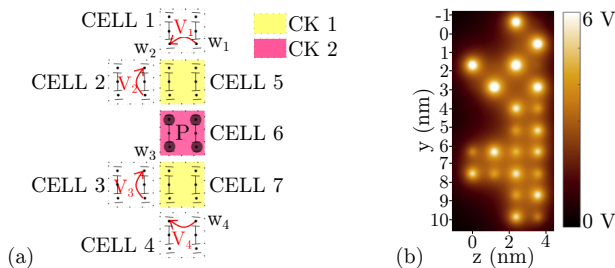 CELL 1
V₁
w₂
w₁
CK 1
CK 2
CELL 2
V₂
CELL 5
P
CELL 6
w₃
CELL 3
V₃
CELL 7
w₄
V₄
CELL 4
(a)
-1
0
1
2
3
4
5
6
7
8
9
10
y (nm)
0
2
4
z (nm)
6 V
0 V
(b)